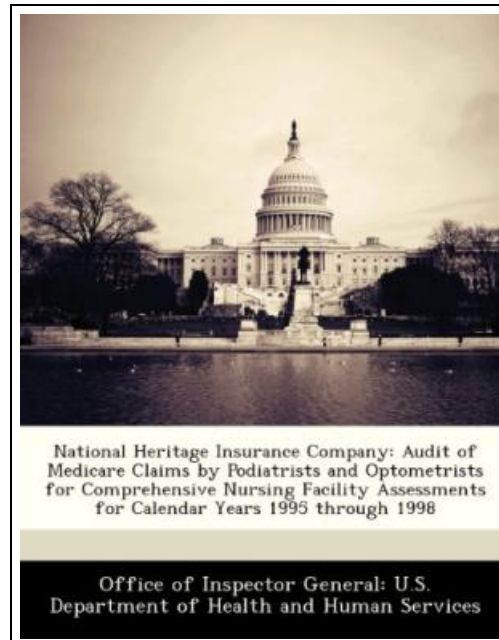 National Heritage Insurance Company: Audit of
Medicare Claims by Podiatrists and Optometrists
for Comprehensive Nursing Facility Assessments
for Calendar Years 1995 through 1998
Office of Inspector General: U.S.
Department of Health and Human Services